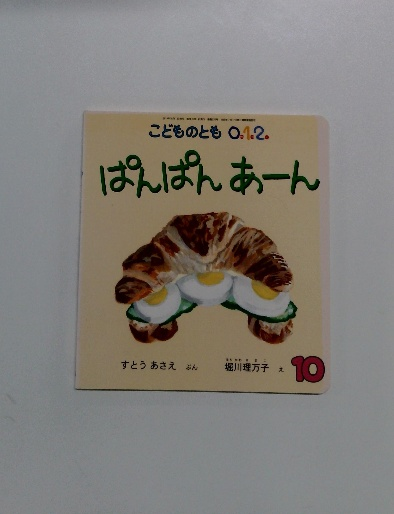 こどものとも 0.1.2.
ぱんぱん あーん
すとう あさえ ぶん
堀川理万子 え
10